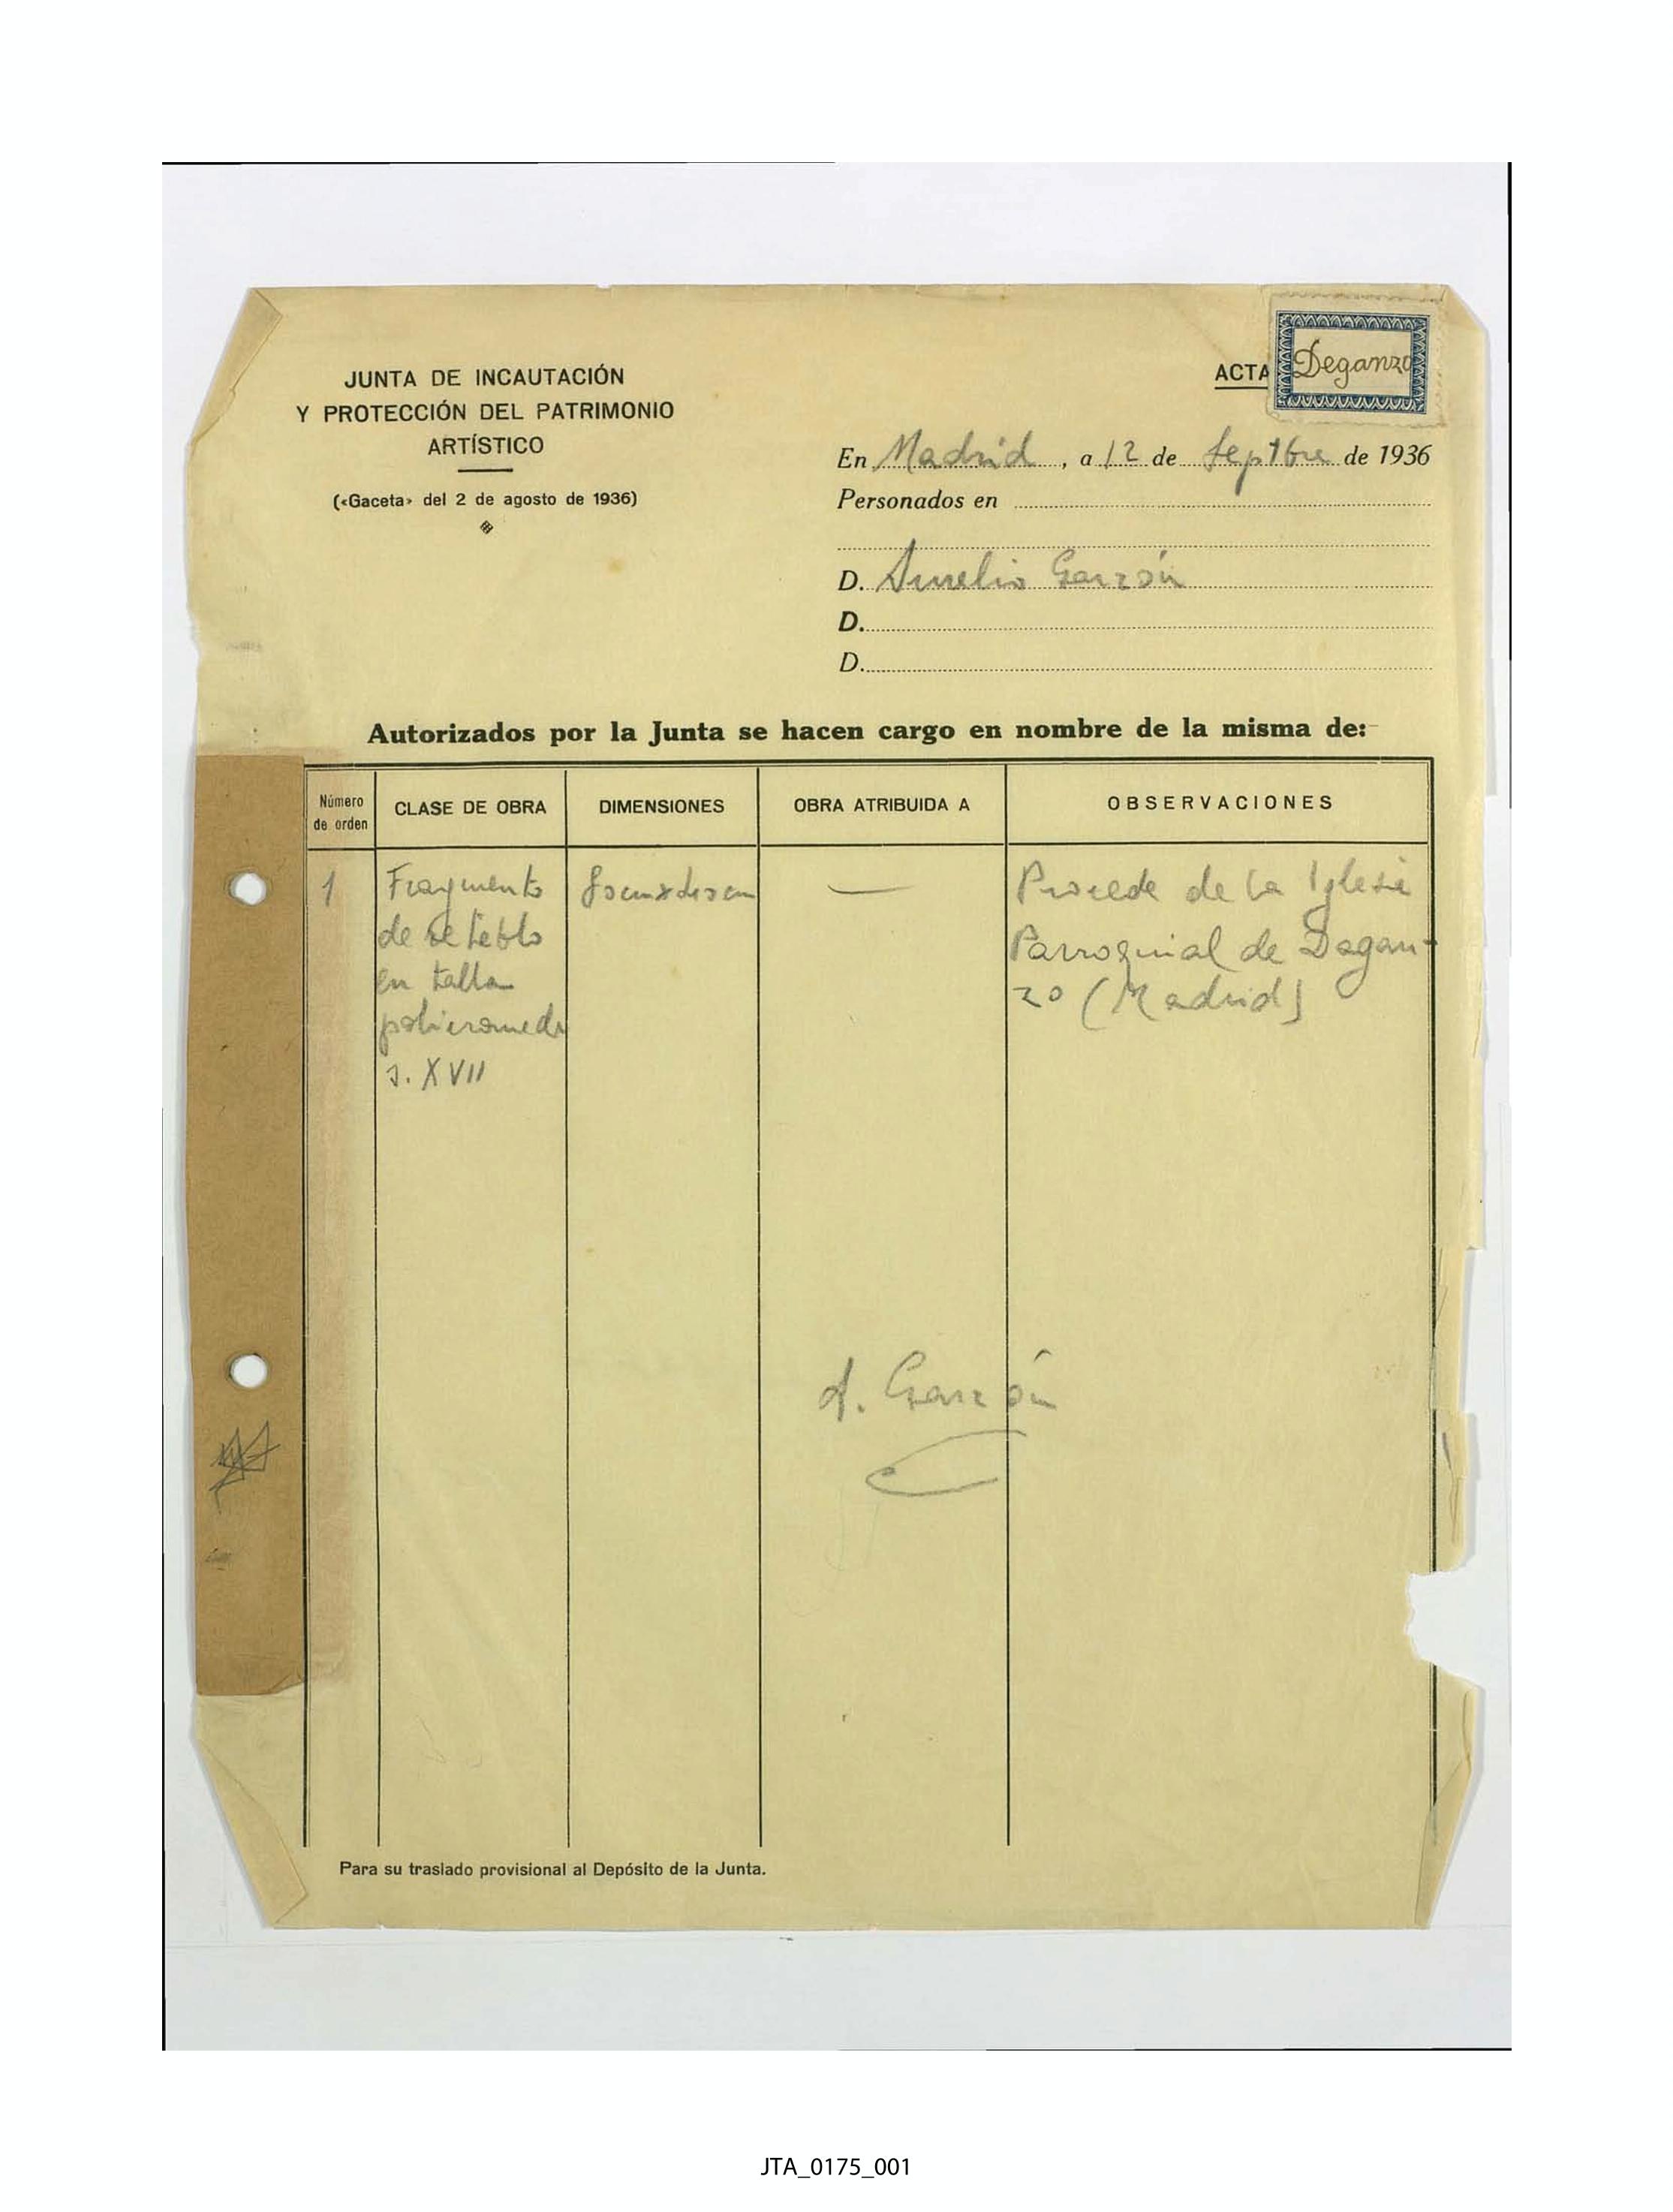 JUNTA DE INCAUTACIÓN
Y PROTECCIÓN DEL PATRIMONIO
ARTÍSTICO
(«Gaceta» del 2 de agosto de 1936)
ACTA
Deganzo
En Madrid, a 12 de Septbre de 1936
Personados en
D. Aurelio Garzón
D.
D.
Autorizados por la Junta se hacen cargo en nombre de la misma de:
Número de orden
CLASE DE OBRA
DIMENSIONES
OBRA ATRIBUIDA A
OBSERVACIONES
1
Fragmento
de retablo
en talla
policromada
s. XVII
—
Procede de la Iglesia
Parroquial de Dagan-
zo (Madrid)
A. Garzón
Para su traslado provisional al Depósito de la Junta.
JTA_0175_001